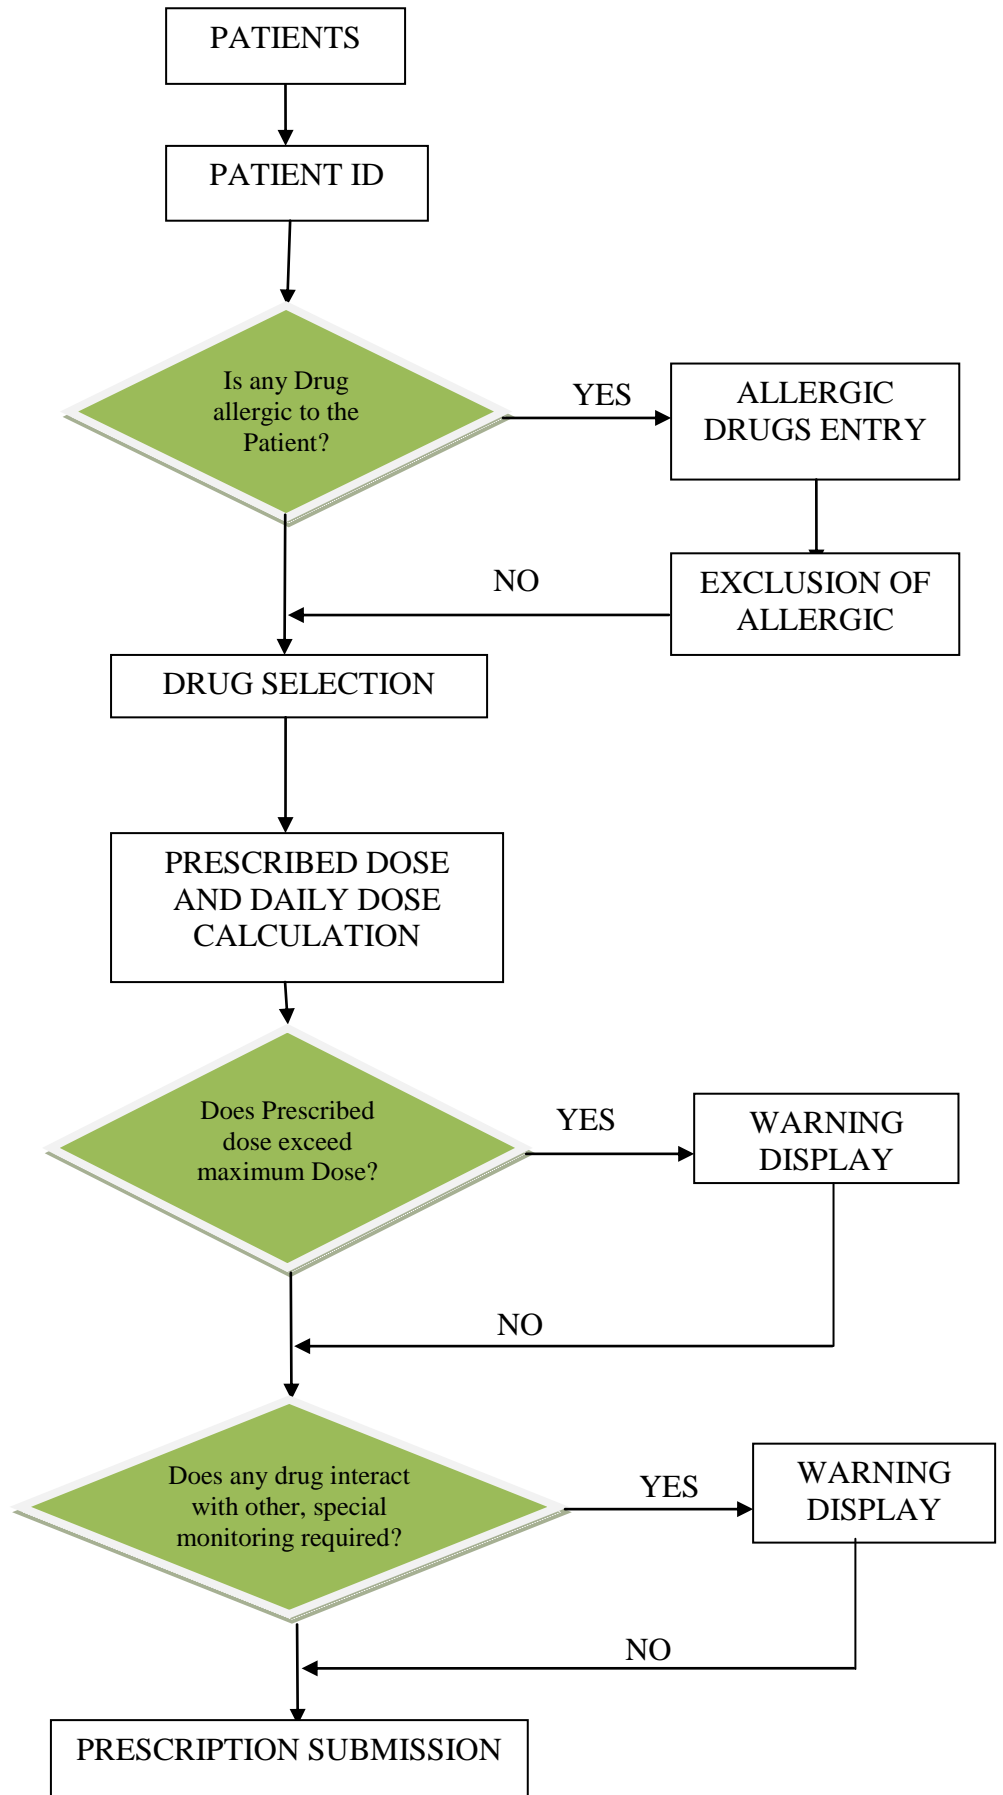 PATIENTS
PATIENT ID
Is any Drug
allergic to the
Patient?
YES
ALLERGIC
DRUGS ENTRY
NO
EXCLUSION OF
ALLERGIC
DRUG SELECTION
PRESCRIBED DOSE
AND DAILY DOSE
CALCULATION
Does Prescribed
dose exceed
maximum Dose?
YES
WARNING
DISPLAY
NO
Does any drug interact
with other, special
monitoring required?
YES
WARNING
DISPLAY
NO
PRESCRIPTION SUBMISSION